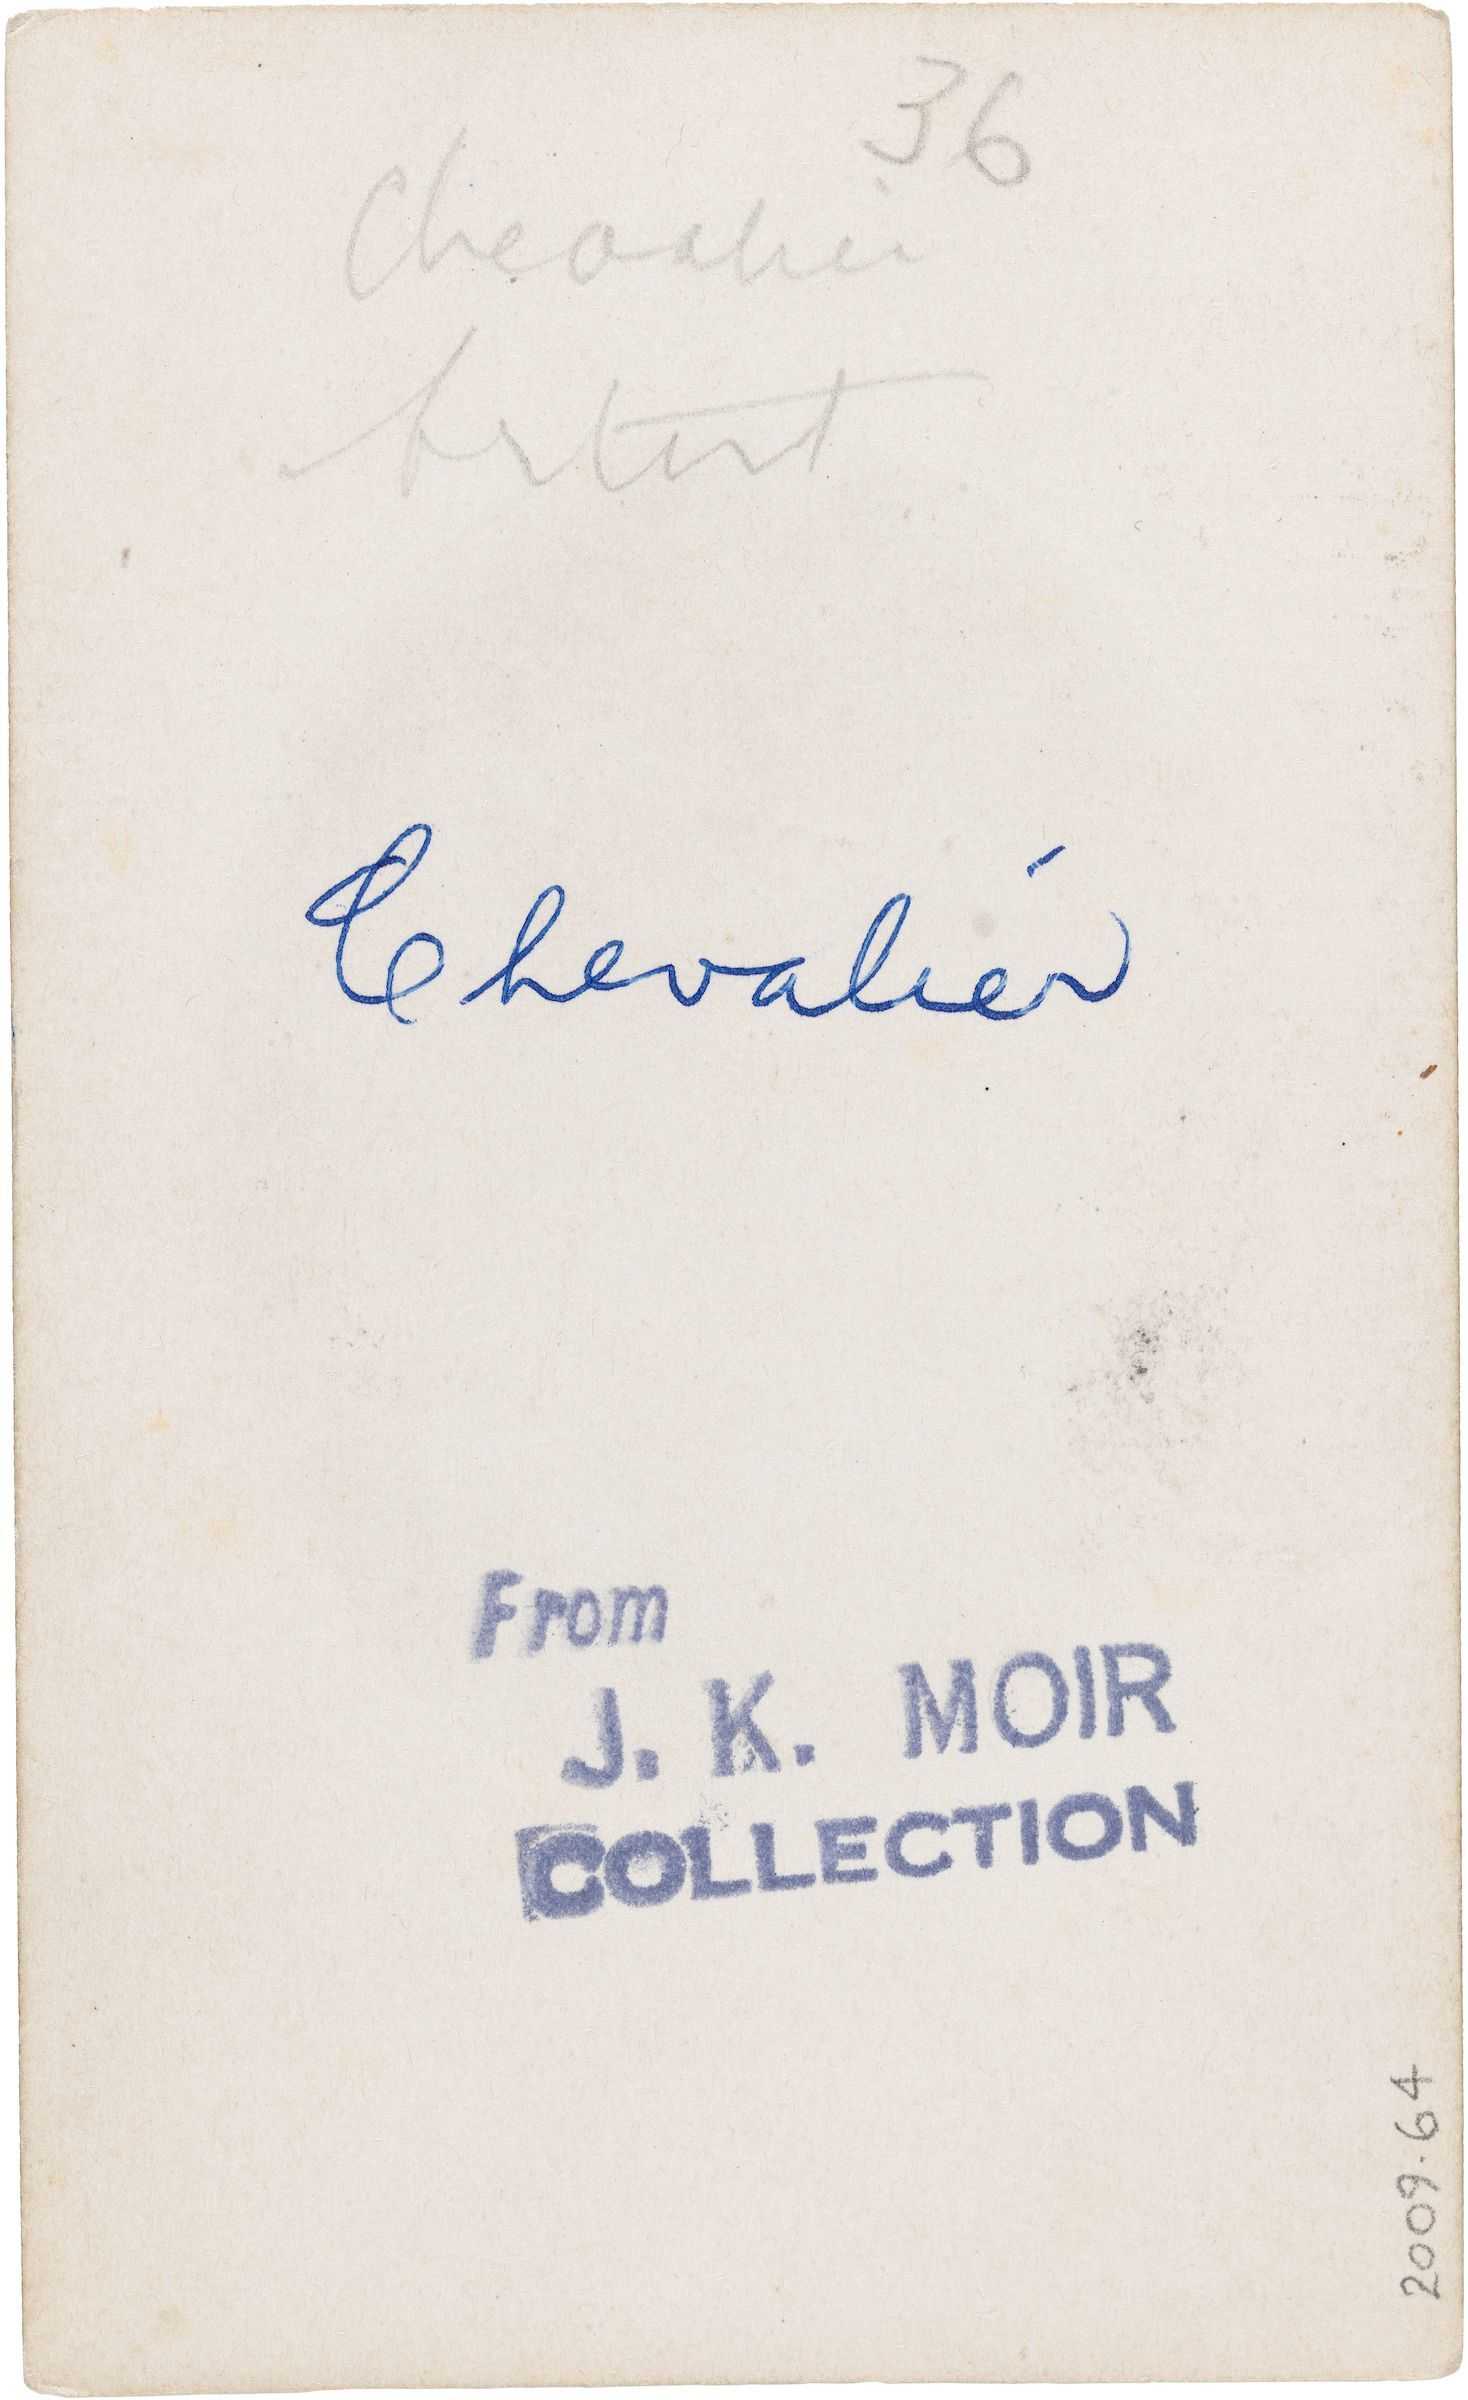 36
Chevalier
Artist
Chevalier
From
J. K. MOIR
COLLECTION
2009.64